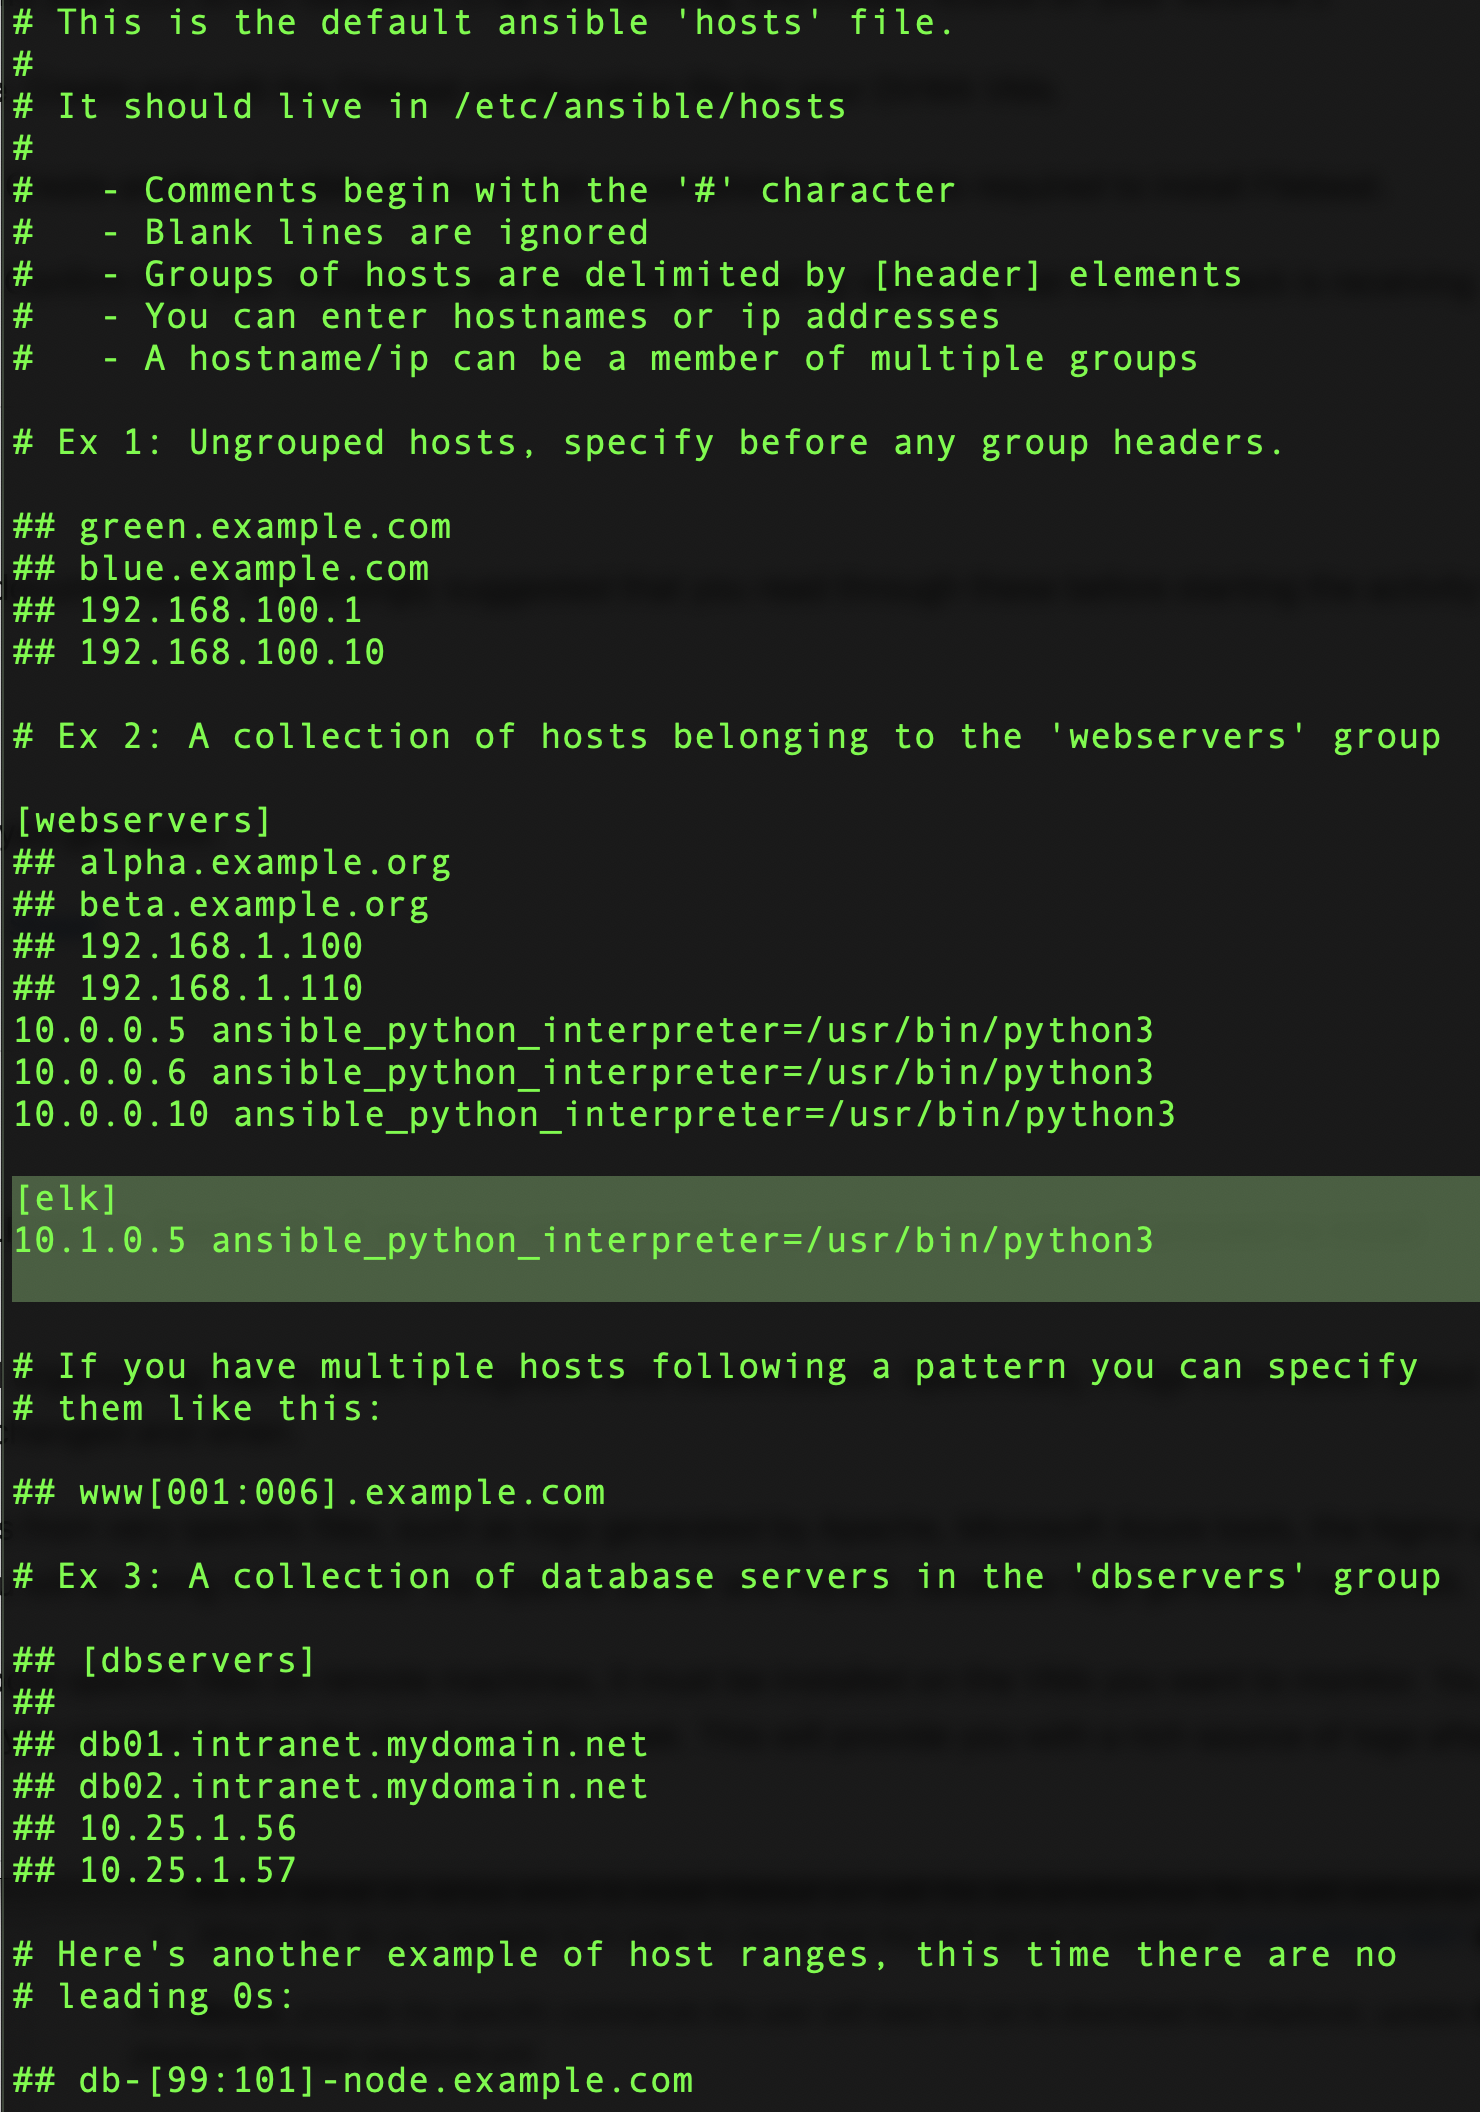 # This is the default ansible 'hosts' file.
#
# It should live in /etc/ansible/hosts
#
#   - Comments begin with the '#' character
#   - Blank lines are ignored
#   - Groups of hosts are delimited by [header] elements
#   - You can enter hostnames or ip addresses
#   - A hostname/ip can be a member of multiple groups

# Ex 1: Ungrouped hosts, specify before any group headers.

## green.example.com
## blue.example.com
## 192.168.100.1
## 192.168.100.10

# Ex 2: A collection of hosts belonging to the 'webservers' group

[webservers]
## alpha.example.org
## beta.example.org
## 192.168.1.100
## 192.168.1.110
10.0.0.5 ansible_python_interpreter=/usr/bin/python3
10.0.0.6 ansible_python_interpreter=/usr/bin/python3
10.0.0.10 ansible_python_interpreter=/usr/bin/python3

[elk]
10.1.0.5 ansible_python_interpreter=/usr/bin/python3

# If you have multiple hosts following a pattern you can specify
# them like this:

## www[001:006].example.com

# Ex 3: A collection of database servers in the 'dbservers' group

## [dbservers]
##
## db01.intranet.mydomain.net
## db02.intranet.mydomain.net
## 10.25.1.56
## 10.25.1.57

# Here's another example of host ranges, this time there are no
# leading 0s:

## db-[99:101]-node.example.com